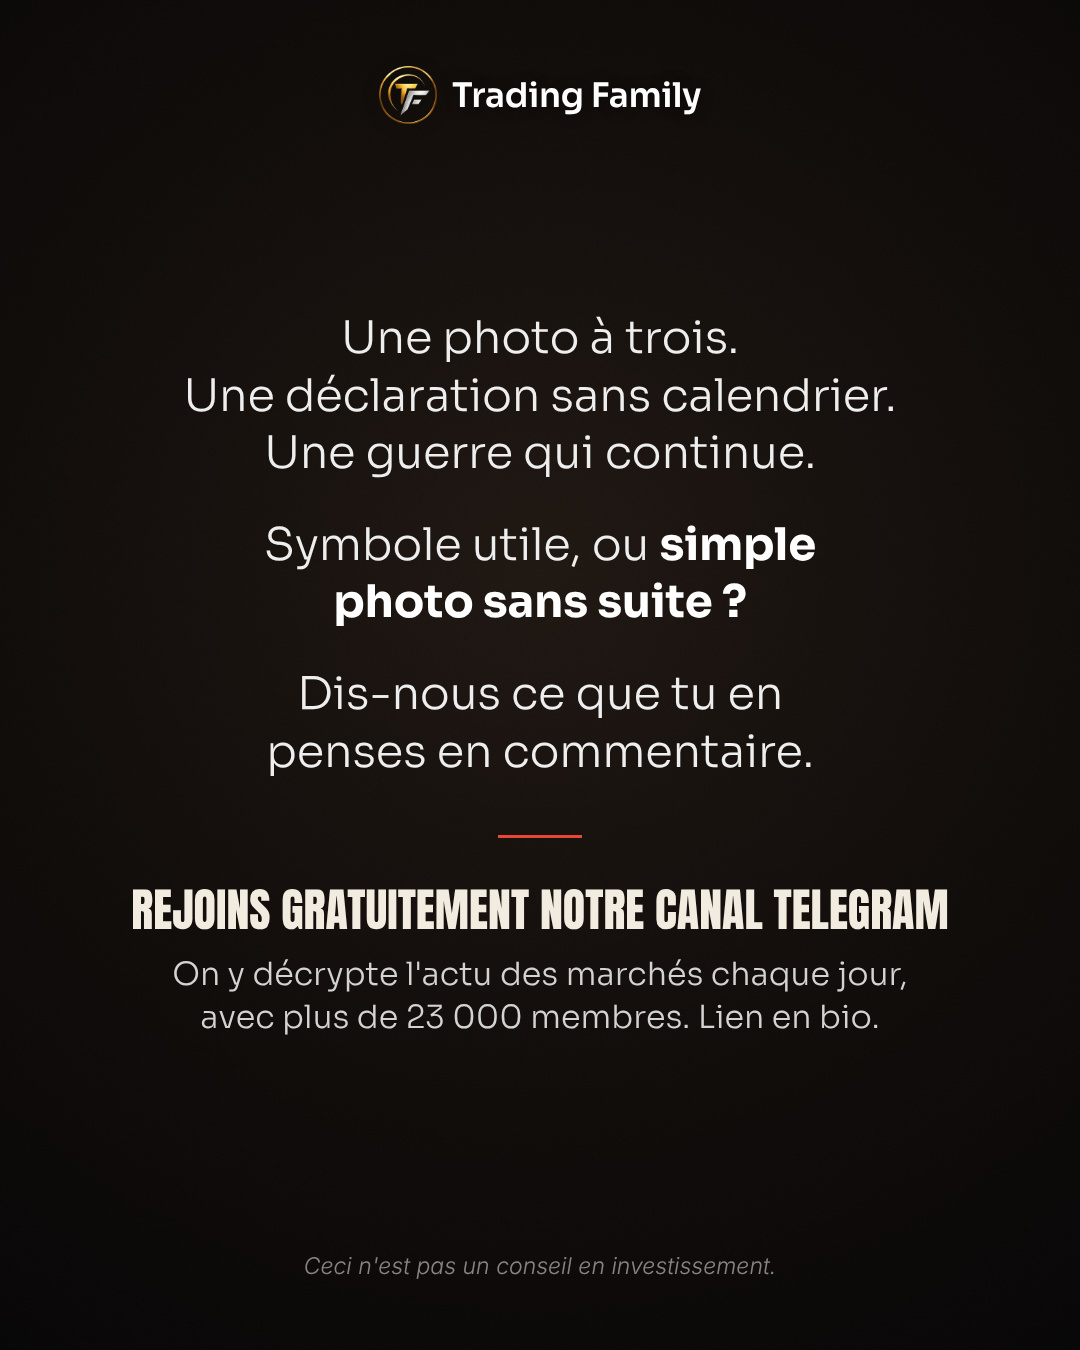 TF Trading Family
Une photo à trois.
Une déclaration sans calendrier.
Une guerre qui continue.
Symbole utile, ou simple
photo sans suite ?
Dis-nous ce que tu en
penses en commentaire.
REJOINS GRATUITEMENT NOTRE CANAL TELEGRAM
On y décrypte l'actu des marchés chaque jour,
avec plus de 23 000 membres. Lien en bio.
Ceci n'est pas un conseil en investissement.